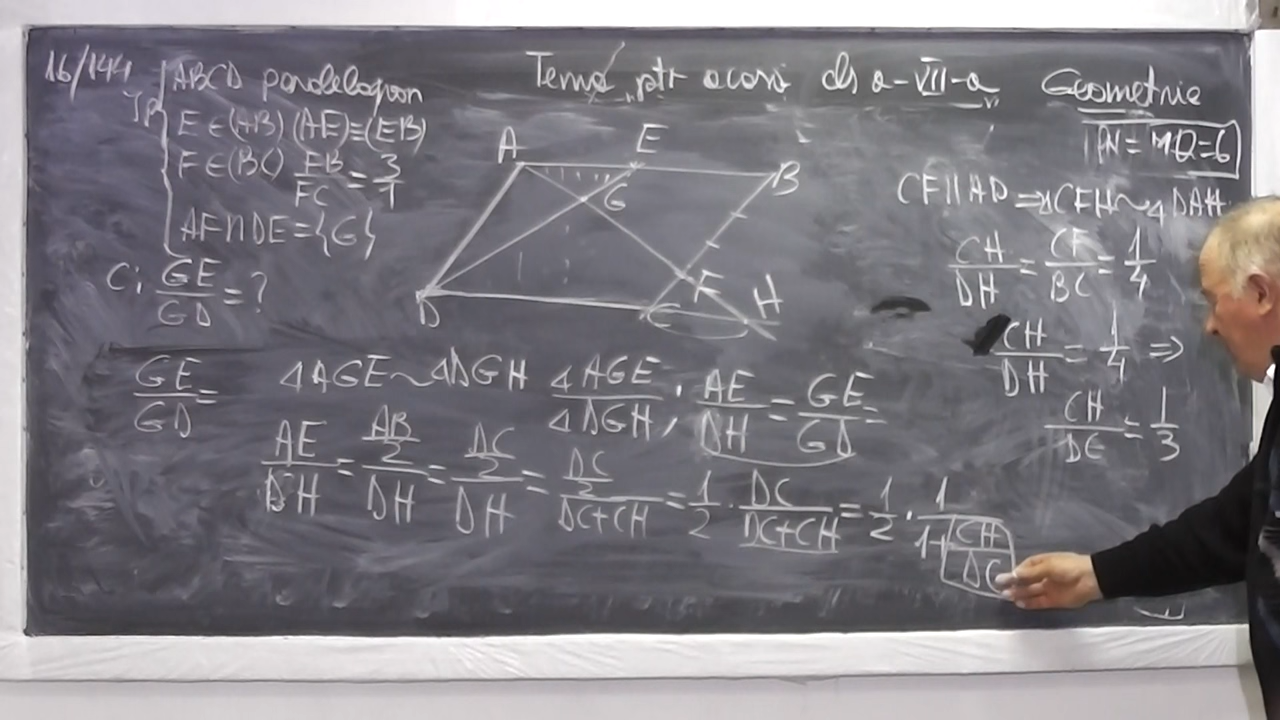 16/144
Temă ptr acasă cls a-VII-a
Geometrie
PN = MQ = 6
ABCD paralelogram
E ∈ (AB) (AE) ≡ (EB)
F ∈ (BC) FB/FC = 3/1
AF ∩ DE = {G}
C: GE/GD = ?
A E B
G
F H
D C
CF || AD ⇒ △CFH ~ △DAH
CH/DH = CF/BC = 1/4
CH/DH = 1/4 ⇒
CH/DC = 1/3
GE/GD = △AGE ~ △DGH △AGE/△DGH ; AE/DH = GE/GD =
AE/DH = (AB/2)/DH = (DC/2)/DH = (DC/2)/(DC+CH) = 1/2 · DC/(DC+CH) = 1/2 · 1/(1+CH/DC)